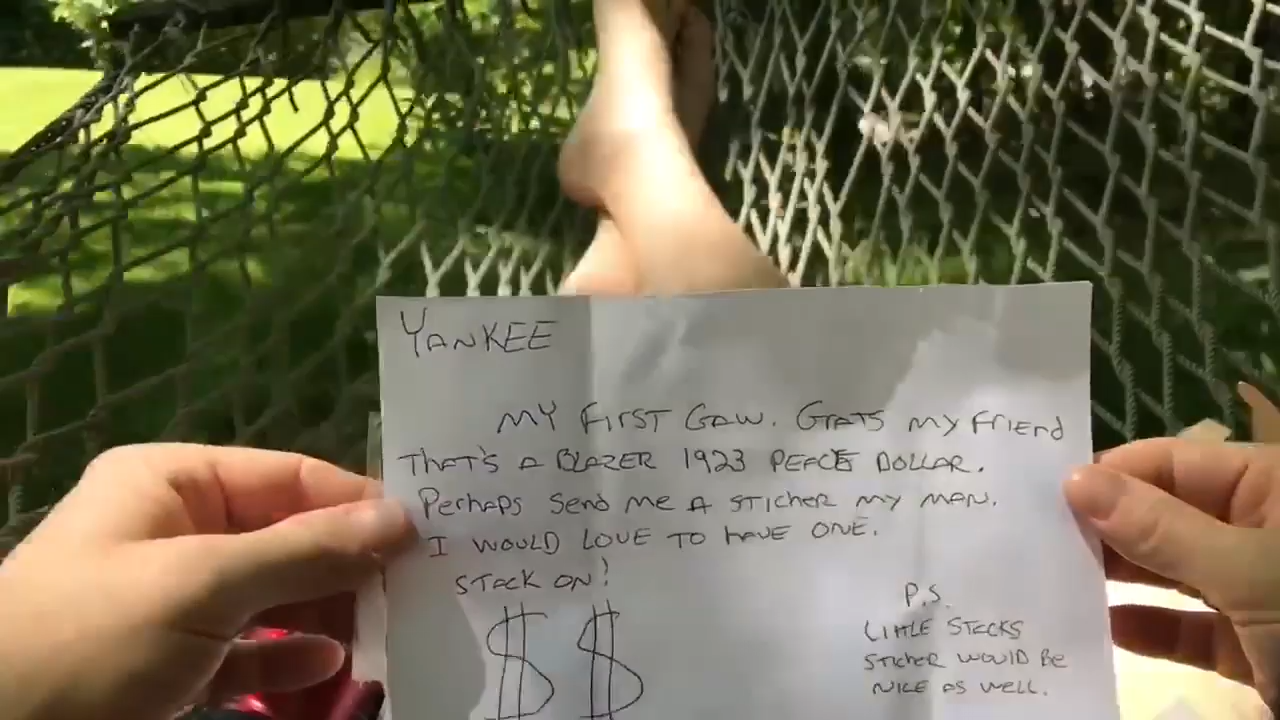 YANKEE
MY FIRST GAW. GRATS MY FRIEND
THAT'S A BLAZER 1923 PEACE DOLLAR.
PERHAPS SEND ME A STICKER MY MAN.
I WOULD LOVE TO HAVE ONE.
STACK ON!
$ $
P.S.
LITTLE STACKS
STICKER WOULD BE
NICE AS WELL.